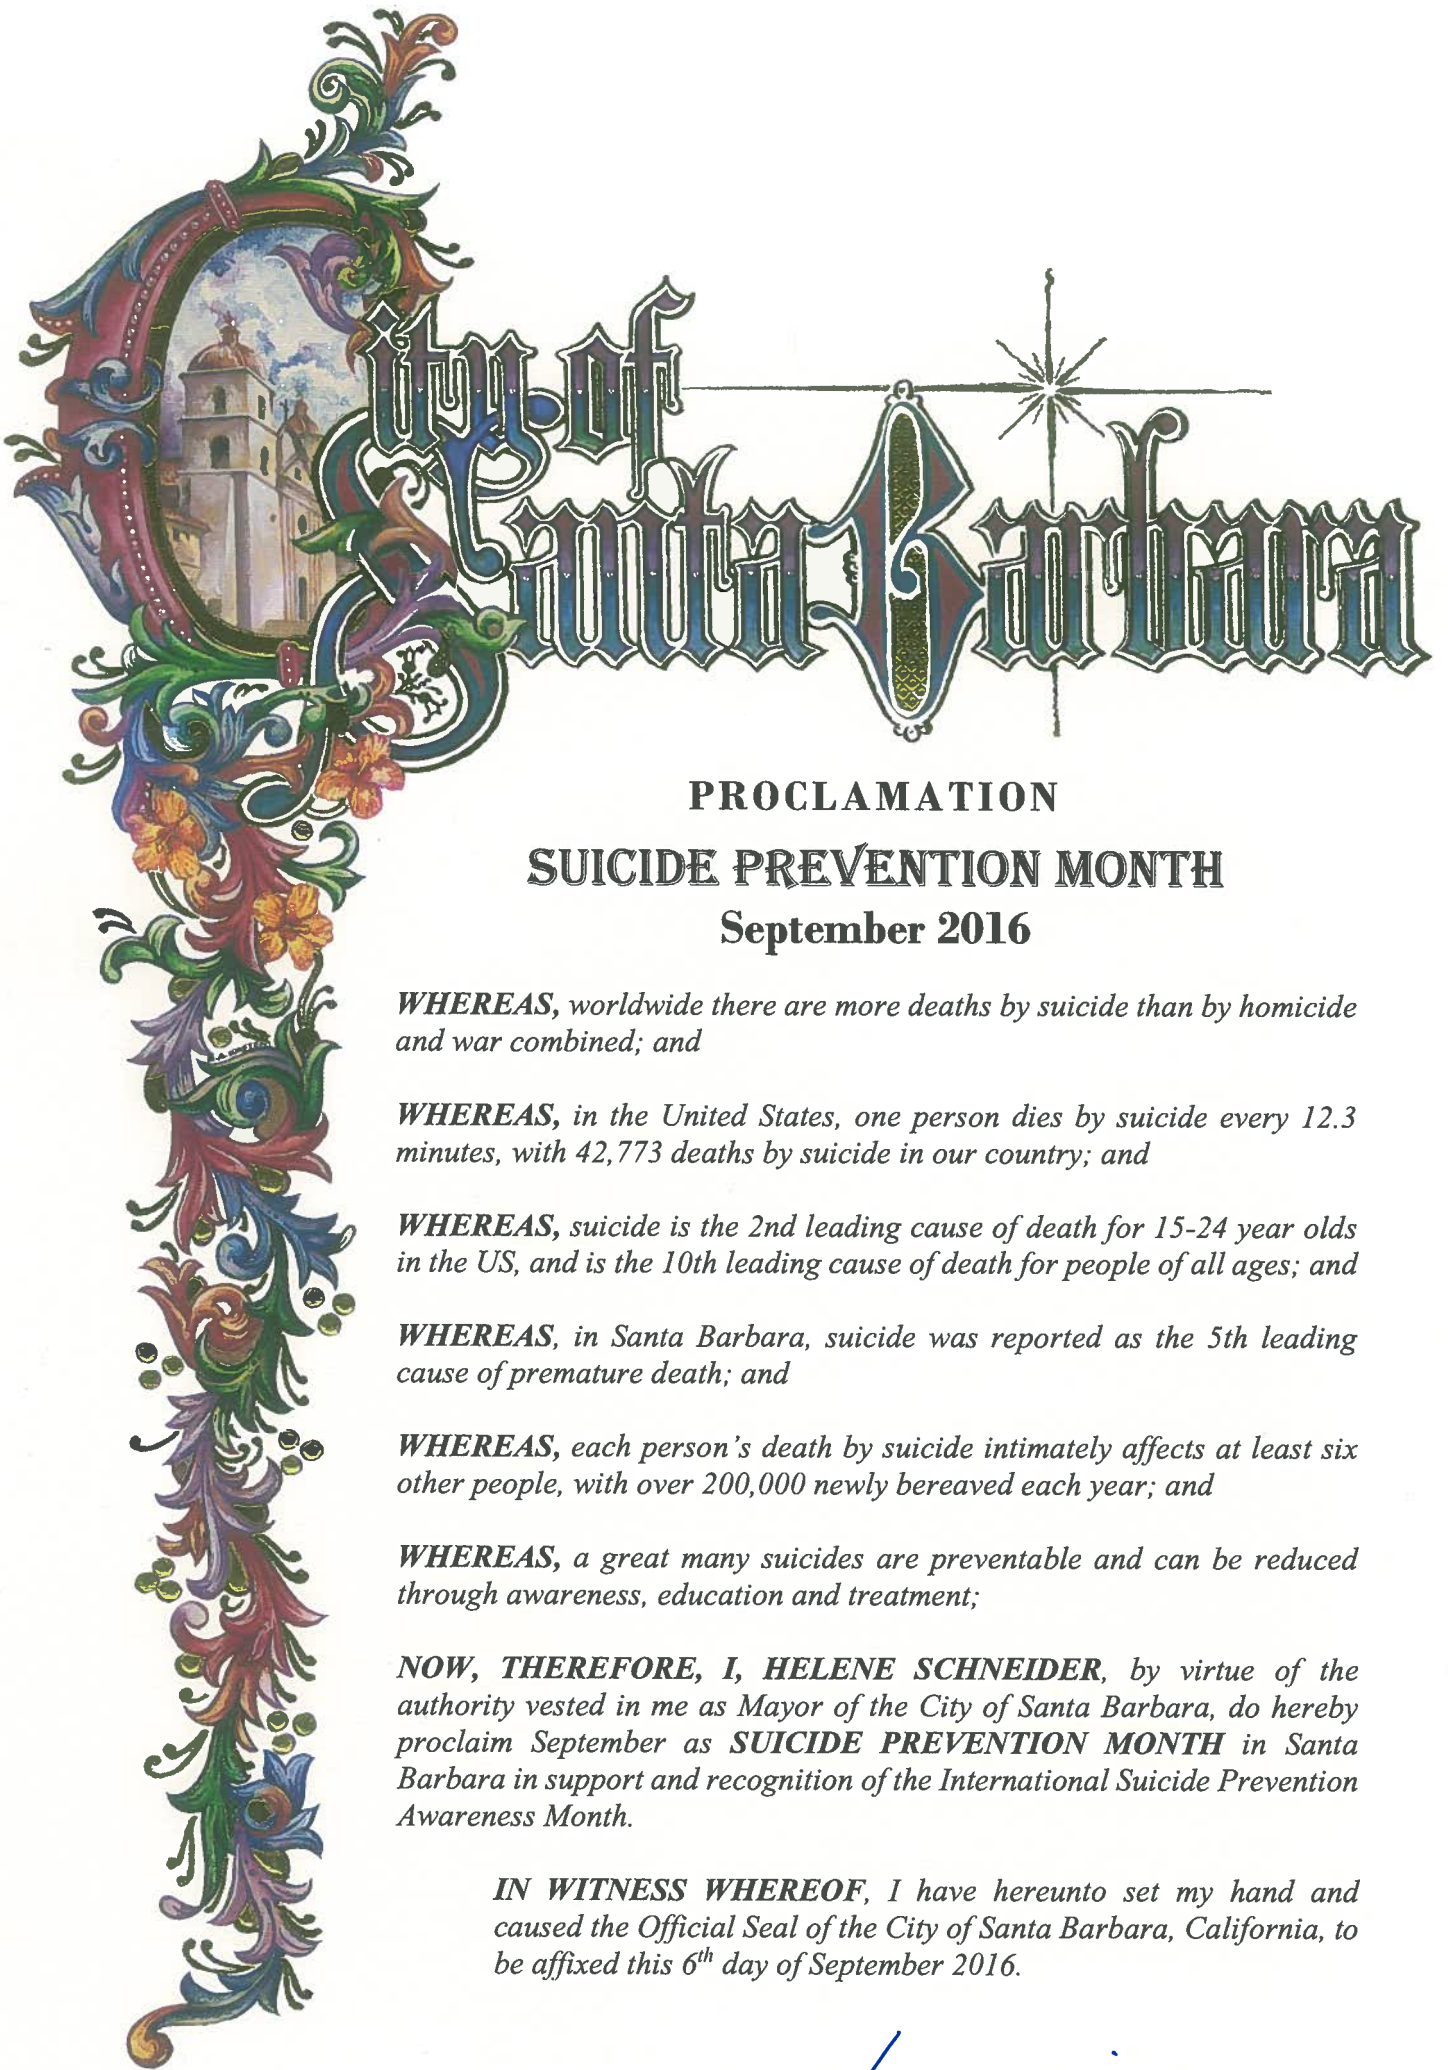 City of
Santa Barbara
PROCLAMATION
SUICIDE PREVENTION MONTH
September 2016
WHEREAS, worldwide there are more deaths by suicide than by homicide
and war combined; and
WHEREAS, in the United States, one person dies by suicide every 12.3
minutes, with 42,773 deaths by suicide in our country; and
WHEREAS, suicide is the 2nd leading cause of death for 15-24 year olds
in the US, and is the 10th leading cause of death for people of all ages; and
WHEREAS, in Santa Barbara, suicide was reported as the 5th leading
cause of premature death; and
WHEREAS, each person's death by suicide intimately affects at least six
other people, with over 200,000 newly bereaved each year; and
WHEREAS, a great many suicides are preventable and can be reduced
through awareness, education and treatment;
NOW, THEREFORE, I, HELENE SCHNEIDER, by virtue of the
authority vested in me as Mayor of the City of Santa Barbara, do hereby
proclaim September as SUICIDE PREVENTION MONTH in Santa
Barbara in support and recognition of the International Suicide Prevention
Awareness Month.
IN WITNESS WHEREOF, I have hereunto set my hand and
caused the Official Seal of the City of Santa Barbara, California, to
be affixed this 6th day of September 2016.